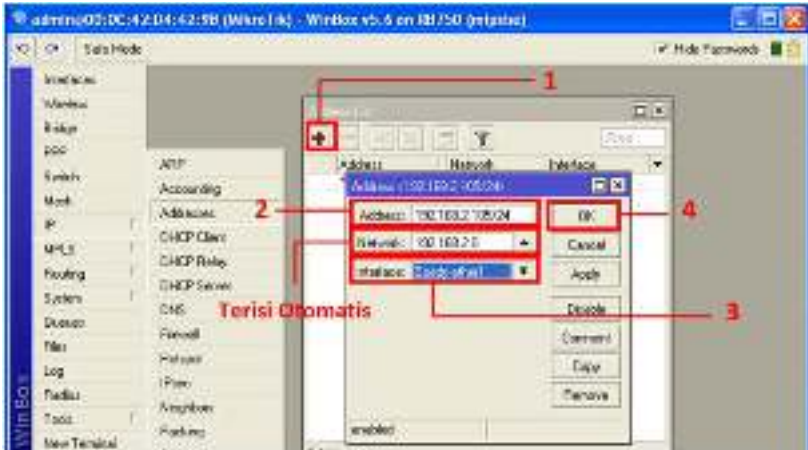 admin@00:0C:42:D4:42:9B (MikroTik) - WinBox v5.6 on RB750 (mipsbe)
Safe Mode
Hide Passwords
Interfaces
Wireless
Bridge
PPP
Switch
Mesh
IP
MPLS
Routing
System
Queues
Files
Log
Radius
Tools
New Terminal
WinBox
ARP
Accounting
Addresses
DHCP Client
DHCP Relay
DHCP Server
DNS
Firewall
Hotspot
IPsec
Neighbors
Packing
1
Find
Address
Network
Interface
Address <192.168.2.105/24>
2
Address: 192.168.2.105/24
OK
4
Network: 192.168.2.0
Cancel
Interface:
Apply
Terisi Otomatis
Disable
3
Comment
Copy
Remove
enabled